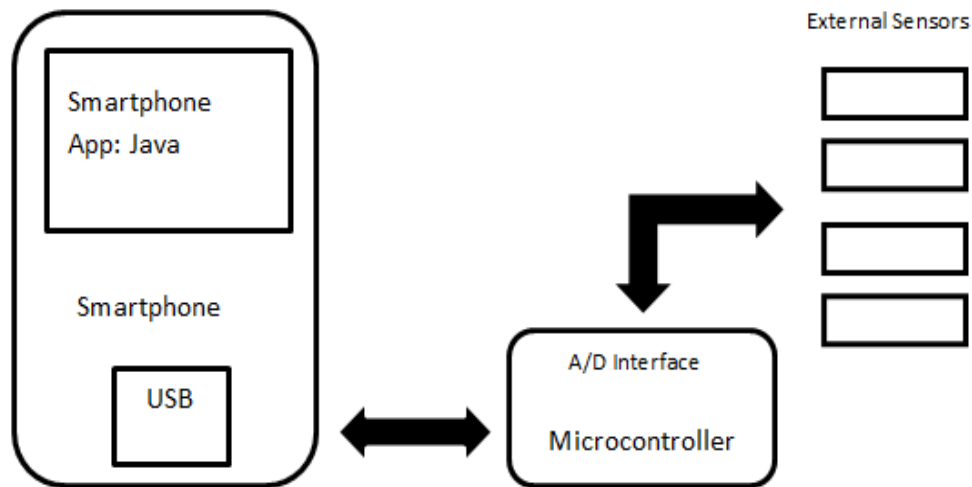 External Sensors
Smartphone
App: Java
Smartphone
USB
A/D Interface
Microcontroller